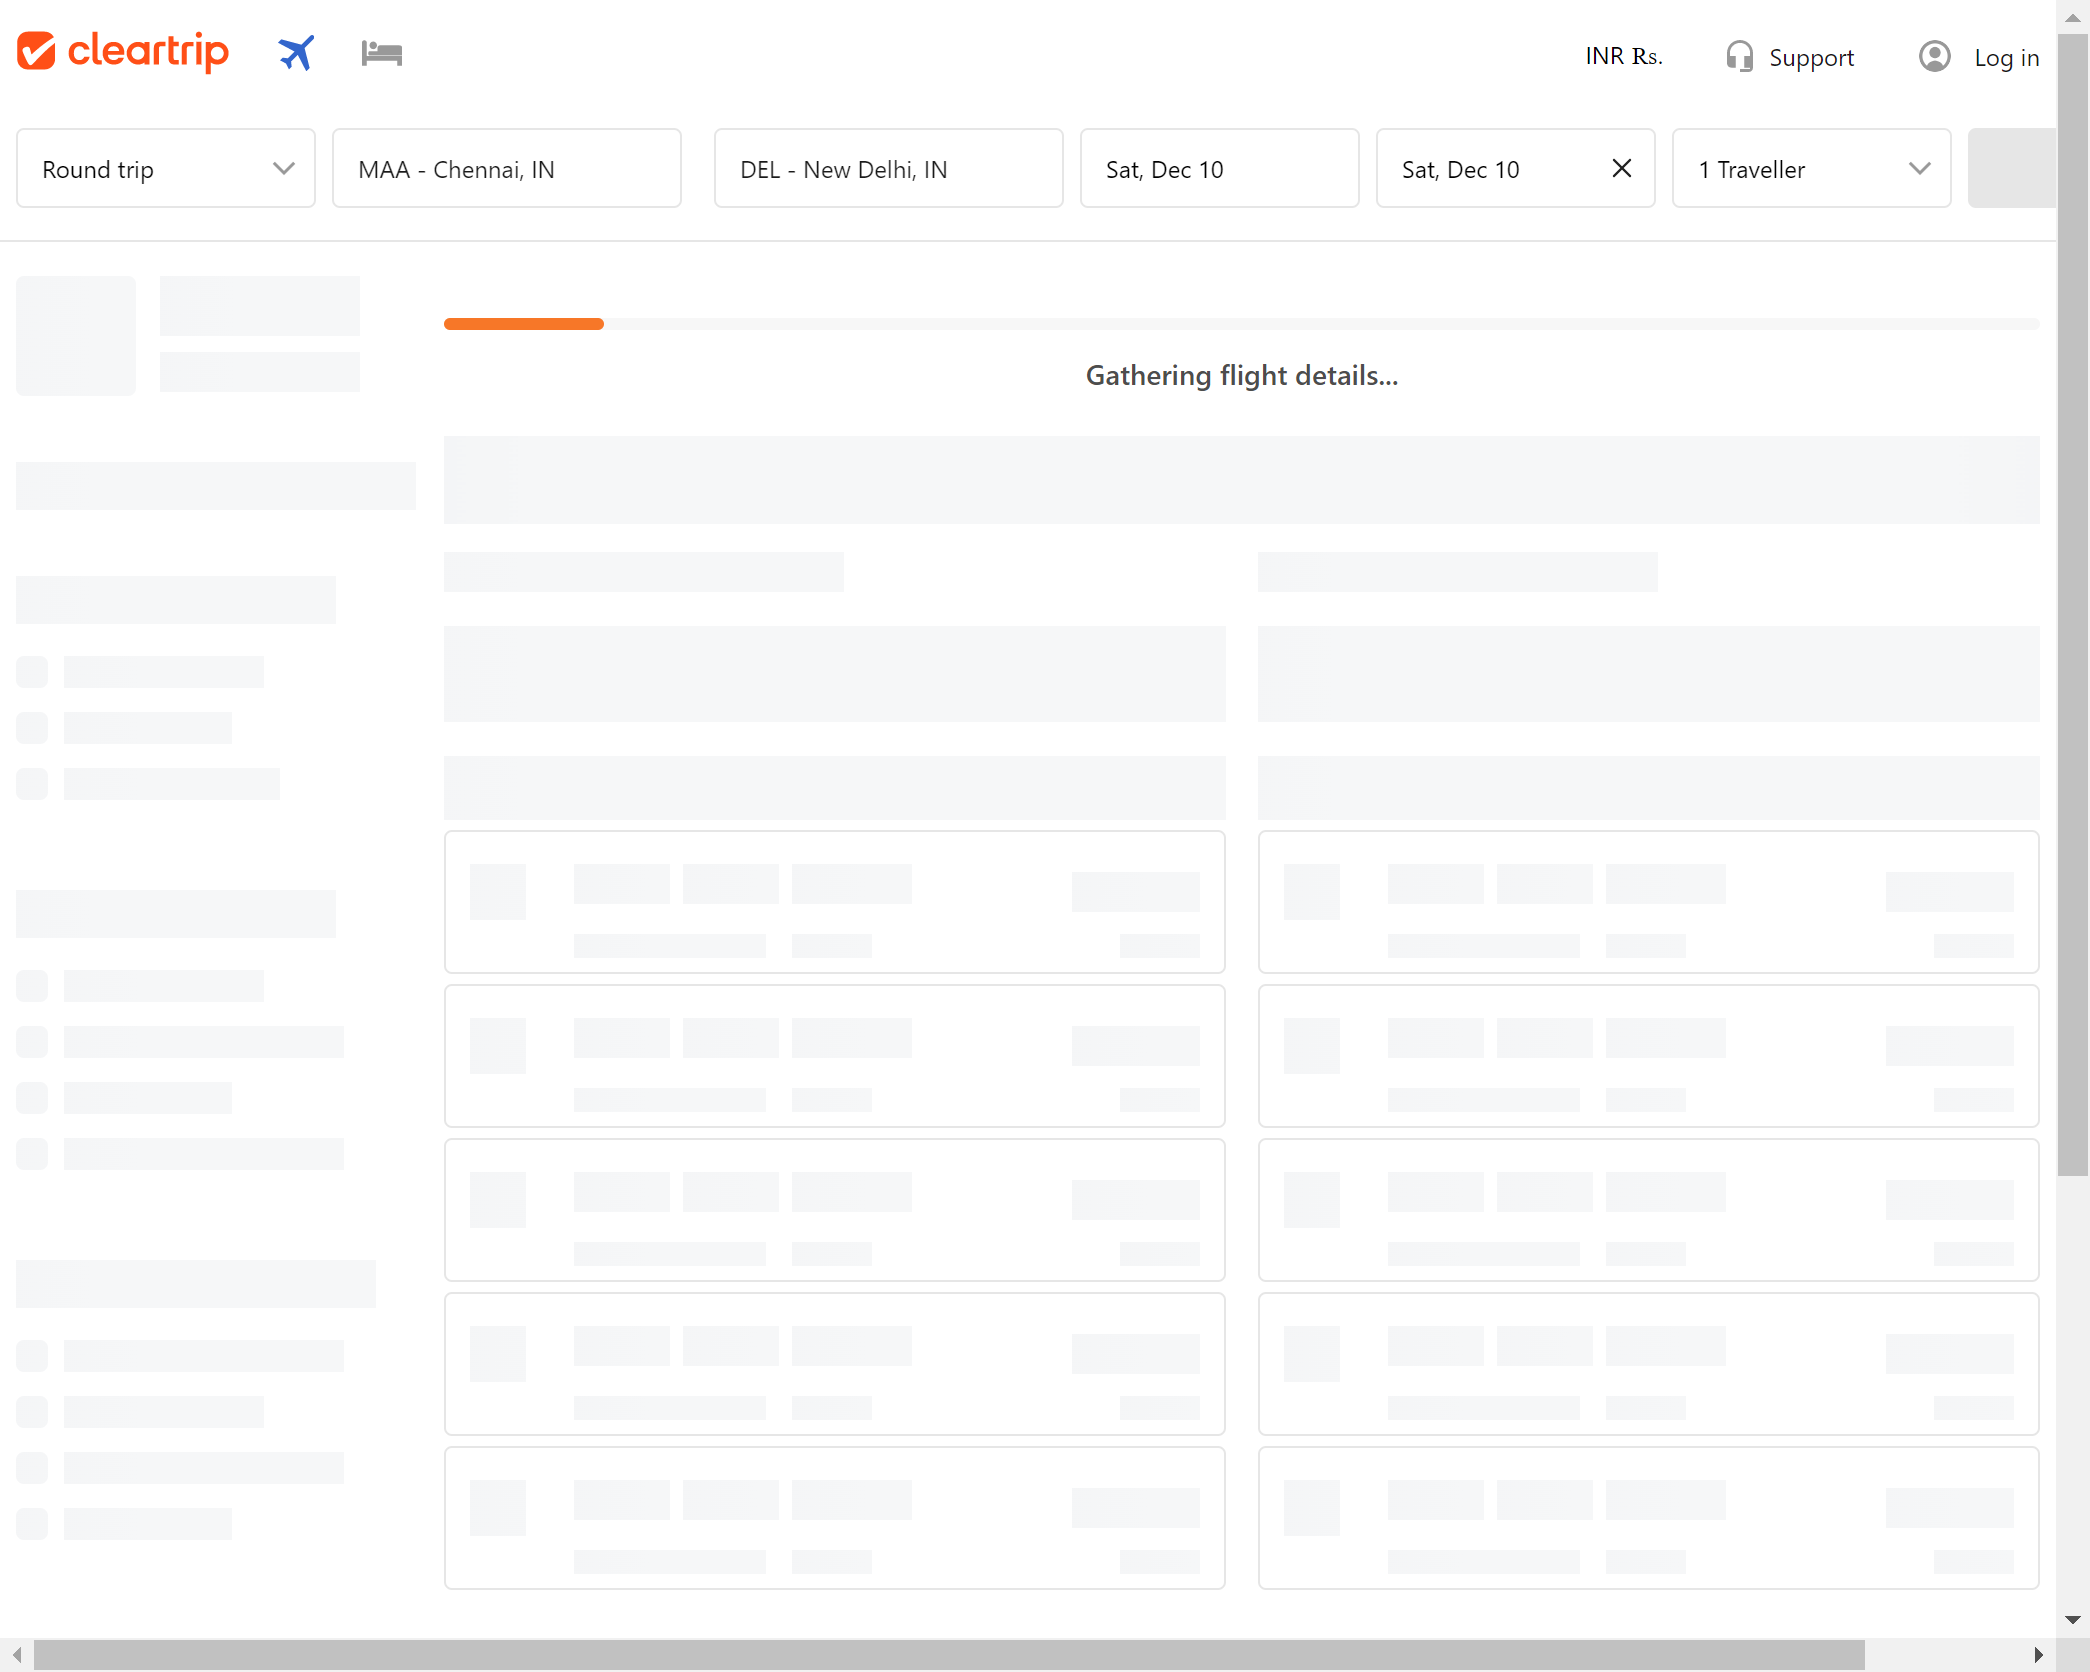 cleartrip
INR Rs.
Support
Log in
Round trip
MAA - Chennai, IN
DEL - New Delhi, IN
Sat, Dec 10
Sat, Dec 10
1 Traveller
Gathering flight details...